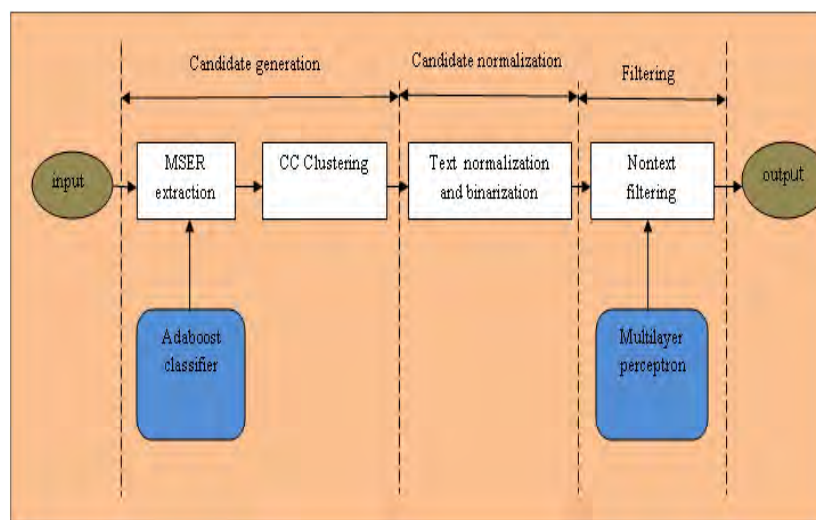 Candidate generation
Candidate normalization
Filtering
input
MSER
extraction
CC Clustering
Text normalization
and binarization
Nontext
filtering
output
Adaboost
classifier
Multilayer
perceptron